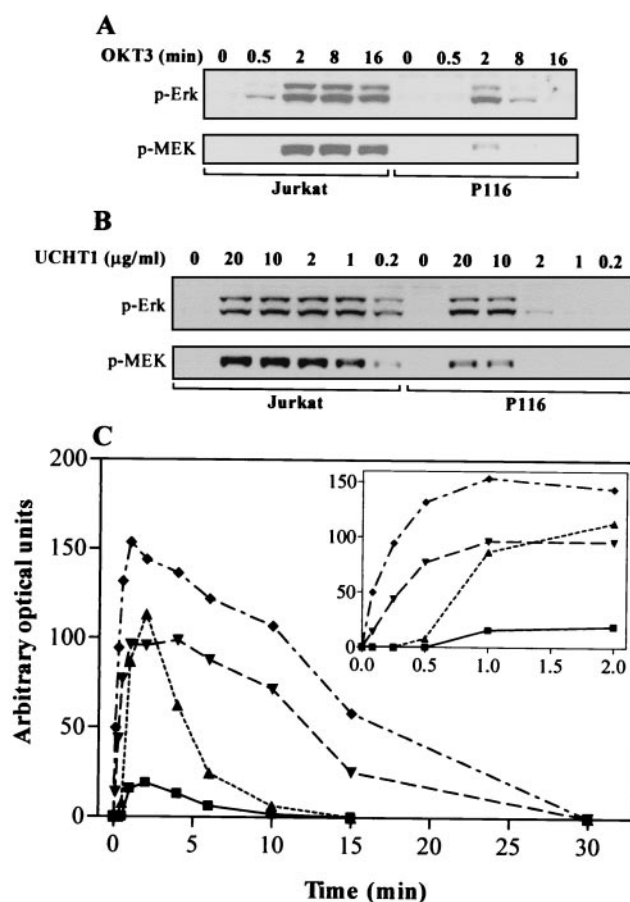 A
OKT3 (min) 0 0.5 2 8 16 0 0.5 2 8 16
p-Erk
p-MEK
Jurkat P116
B
UCHT1 (μg/ml) 0 20 10 2 1 0.2 0 20 10 2 1 0.2
p-Erk
p-MEK
Jurkat P116
C
200
150
100
50
0
Arbitrary optical units
150
100
50
0
0.0 0.5 1.0 1.5 2.0
0 5 10 15 20 25 30
Time (min)